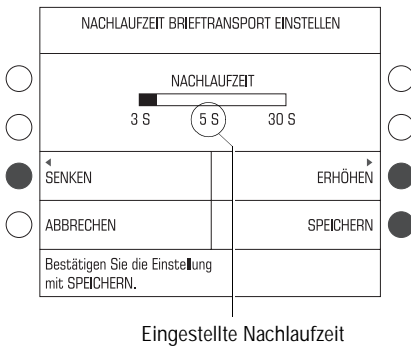 NACHLAUFZEIT BRIEFTRANSPORT EINSTELLEN
NACHLAUFZEIT
3 S 5 S 30 S
SENKEN ERHÖHEN
ABBRECHEN SPEICHERN
Bestätigen Sie die Einstellung
mit SPEICHERN.
Eingestellte Nachlaufzeit